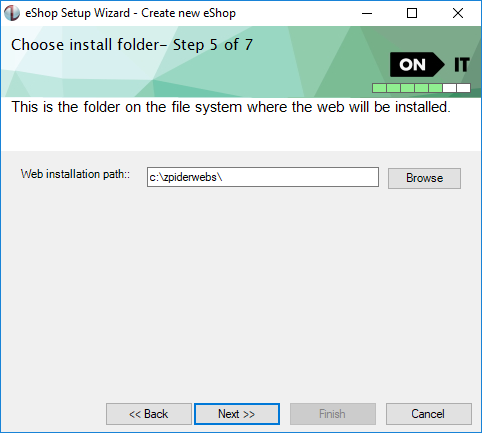 eShop Setup Wizard - Create new eShop
Choose install folder- Step 5 of 7
ON IT
This is the folder on the file system where the web will be installed.
Web installation path:: c:\zpiderwebs\ Browse
<< Back Next >> Finish Cancel